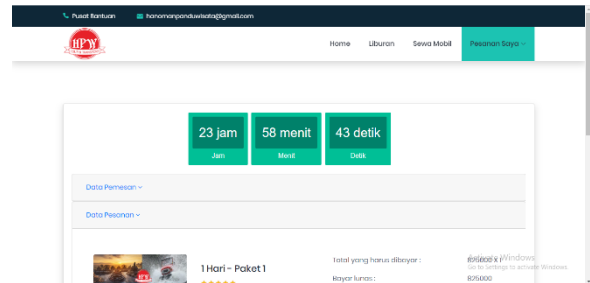 Pusat Bantuan hanomanpanduwisata@gmail.com
HPW
Home Liburan Sewa Mobil Pesanan Saya
23 jam 58 menit 43 detik
Jam Menit Detik
Data Pemesan
Data Pesanan
1 Hari - Paket 1
Total yang harus dibayar : 825000 X 1
Bayar lunas : 825000
Activate Windows
Go to Settings to activate Windows.